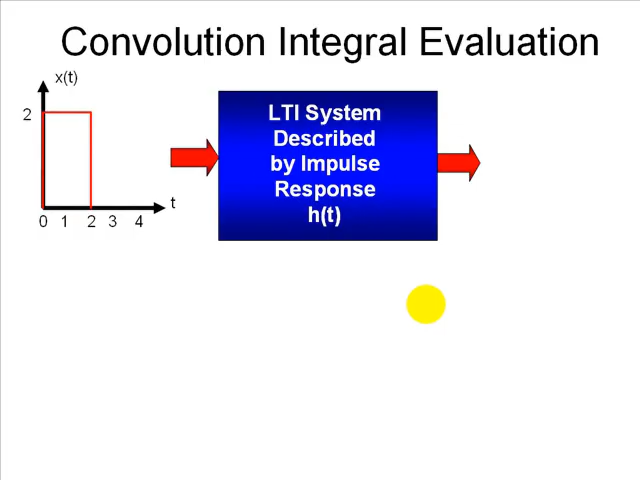 Convolution Integral Evaluation
x(t)
2
t
0 1 2 3 4
LTI System
Described
by Impulse
Response
h(t)